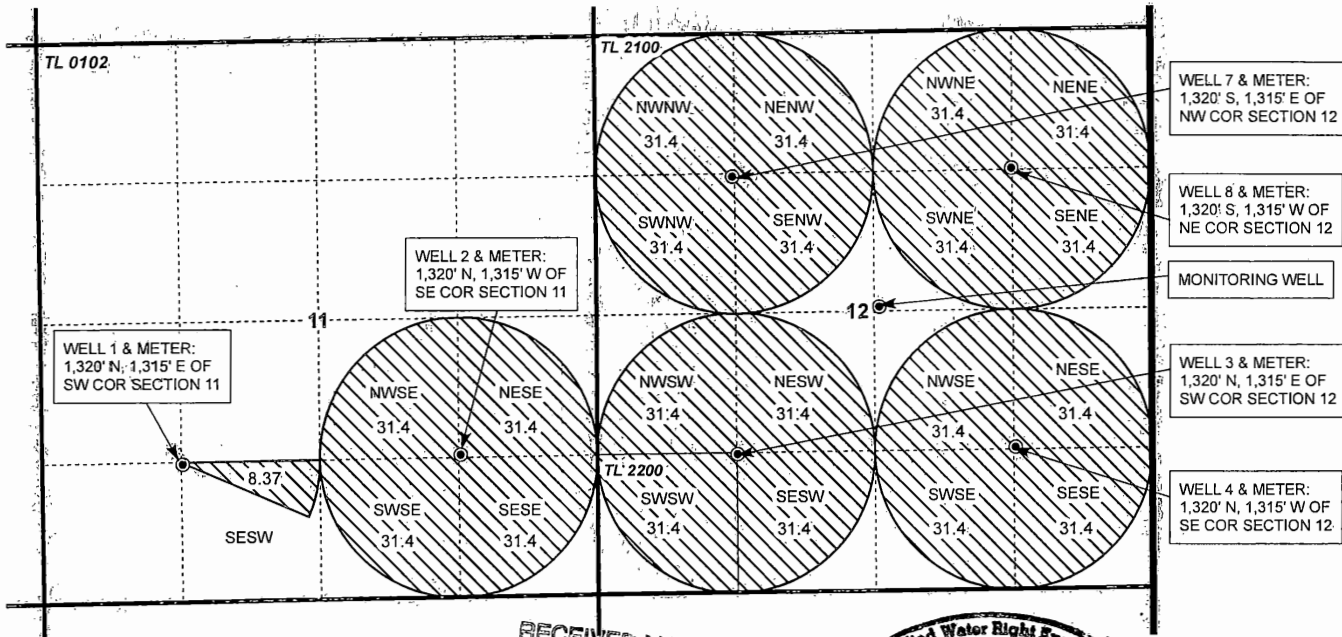 TL 0102
TL 2100
NWNW
31.4
NENW
31.4
NWNE
31.4
NENE
31.4
WELL 7 & METER:
1,320' S, 1,315' E OF
NW COR SECTION 12
SWNW
31.4
SENW
31.4
SWNE
31.4
SENE
31.4
WELL 8 & METER:
1,320' S, 1,315' W OF
NE COR SECTION 12
WELL 2 & METER:
1,320' N, 1,315' W OF
SE COR SECTION 11
MONITORING WELL
11
12
WELL 1 & METER:
1,320' N, 1,315' E OF
SW COR SECTION 11
NWSE
31.4
NESE
31.4
NWSW
31.4
NESW
31.4
NWSE
31.4
NESE
31.4
WELL 3 & METER:
1,320' N, 1,315' E OF
SW COR SECTION 12
8.37
TL 2200
SESW
SWSE
31.4
SESE
31.4
SWSW
31.4
SESW
31.4
SWSE
31.4
SESE
31.4
WELL 4 & METER:
1,320' N, 1,315' W OF
SE COR SECTION 12
RECEIVED
Water Right